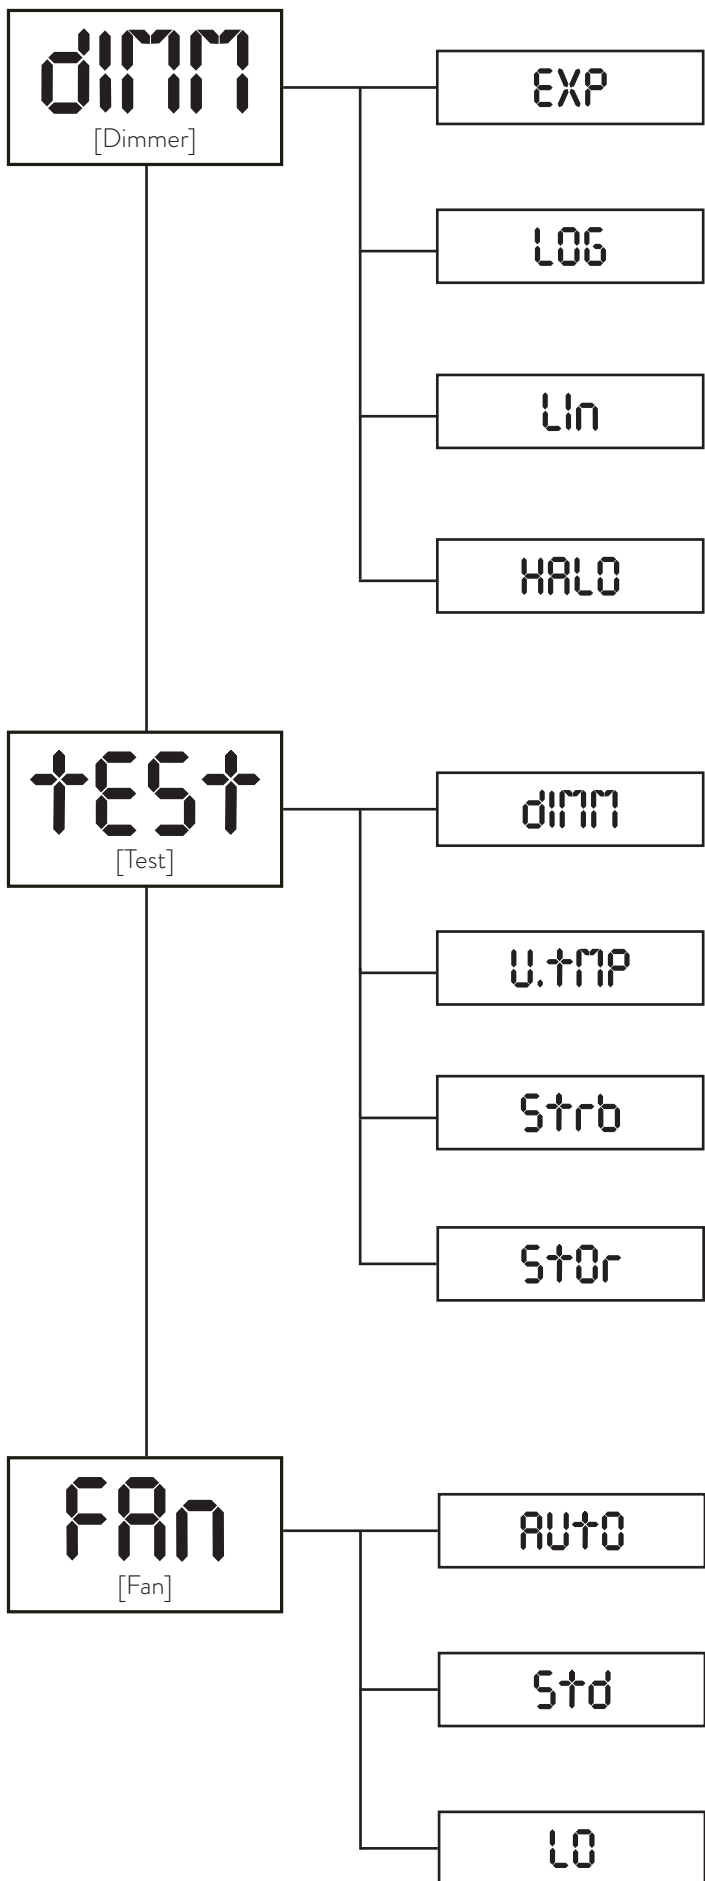 dIMM
[Dimmer]
EXP
LOG
LIn
HALO
tESt
[Test]
dIMM
U.tMP
Strb
StOr
FAn
[Fan]
AUtO
Std
LO